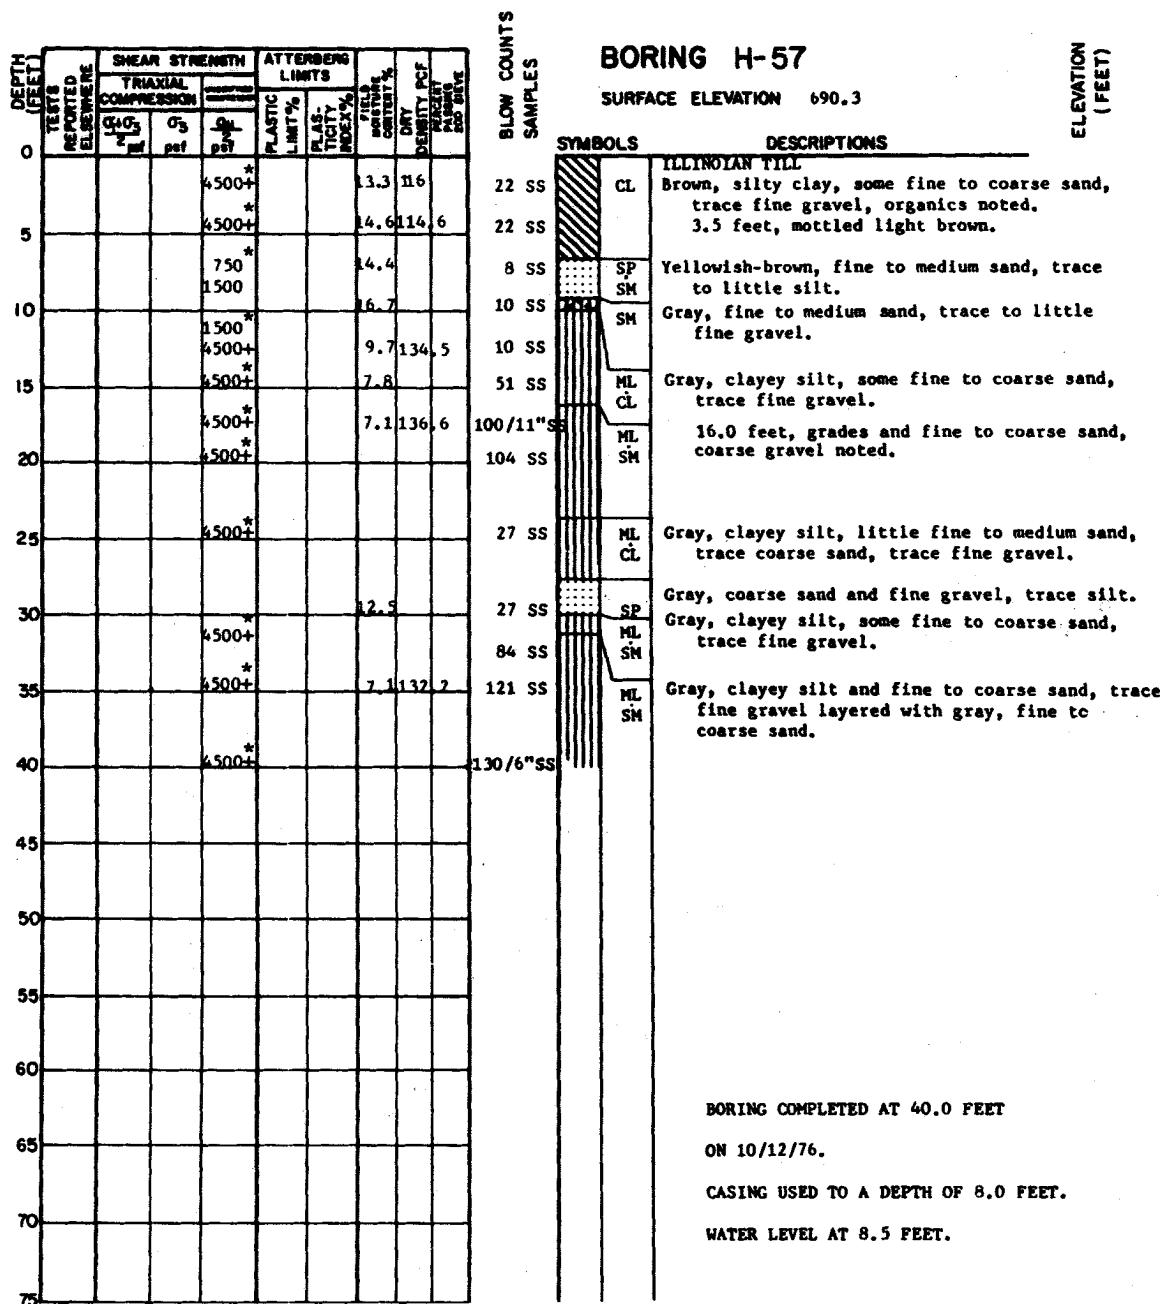 BORING H-57
SURFACE ELEVATION 690.3
DEPTH (FEET)
TESTS REPORTED ELSEWHERE
SHEAR STRENGTH
TRIAXIAL COMPRESSION
σ3 psf
psf
ATTERBERG LIMITS
PLASTIC LIMIT%
PLAS- TICITY INDEX%
FIELD MOISTURE CONTENT %
DRY DENSITY PCF
PERCENT PASSING 200 SIEVE
BLOW COUNTS
SAMPLES
SYMBOLS
DESCRIPTIONS
ELEVATION (FEET)
0
ILLINOIAN TILL
4500+* 13.3 116 22 SS CL Brown, silty clay, some fine to coarse sand,
trace fine gravel, organics noted.
4500+* 14.6 114.6 22 SS 3.5 feet, mottled light brown.
5
750* 14.4 8 SS SP Yellowish-brown, fine to medium sand, trace
1500 SM to little silt.
10 16.7 10 SS SM Gray, fine to medium sand, trace to little
1500* fine gravel.
4500+ 9.7 134.5 10 SS
15 4500+* 7.8 51 SS ML Gray, clayey silt, some fine to coarse sand,
CL trace fine gravel.
4500+* 7.1 136.6 100/11"SS ML 16.0 feet, grades and fine to coarse sand,
20 4500+* 104 SS SM coarse gravel noted.
25 4500+* 27 SS ML Gray, clayey silt, little fine to medium sand,
CL trace coarse sand, trace fine gravel.
Gray, coarse sand and fine gravel, trace silt.
30 12.5 27 SS SP
4500+* ML Gray, clayey silt, some fine to coarse sand,
84 SS SM trace fine gravel.
35 4500+* 7.1 132.2 121 SS ML Gray, clayey silt and fine to coarse sand, trace
SM fine gravel layered with gray, fine to
coarse sand.
40 4500+* 130/6"SS
45
50
55
60
BORING COMPLETED AT 40.0 FEET
65
ON 10/12/76.
CASING USED TO A DEPTH OF 8.0 FEET.
70
WATER LEVEL AT 8.5 FEET.
75